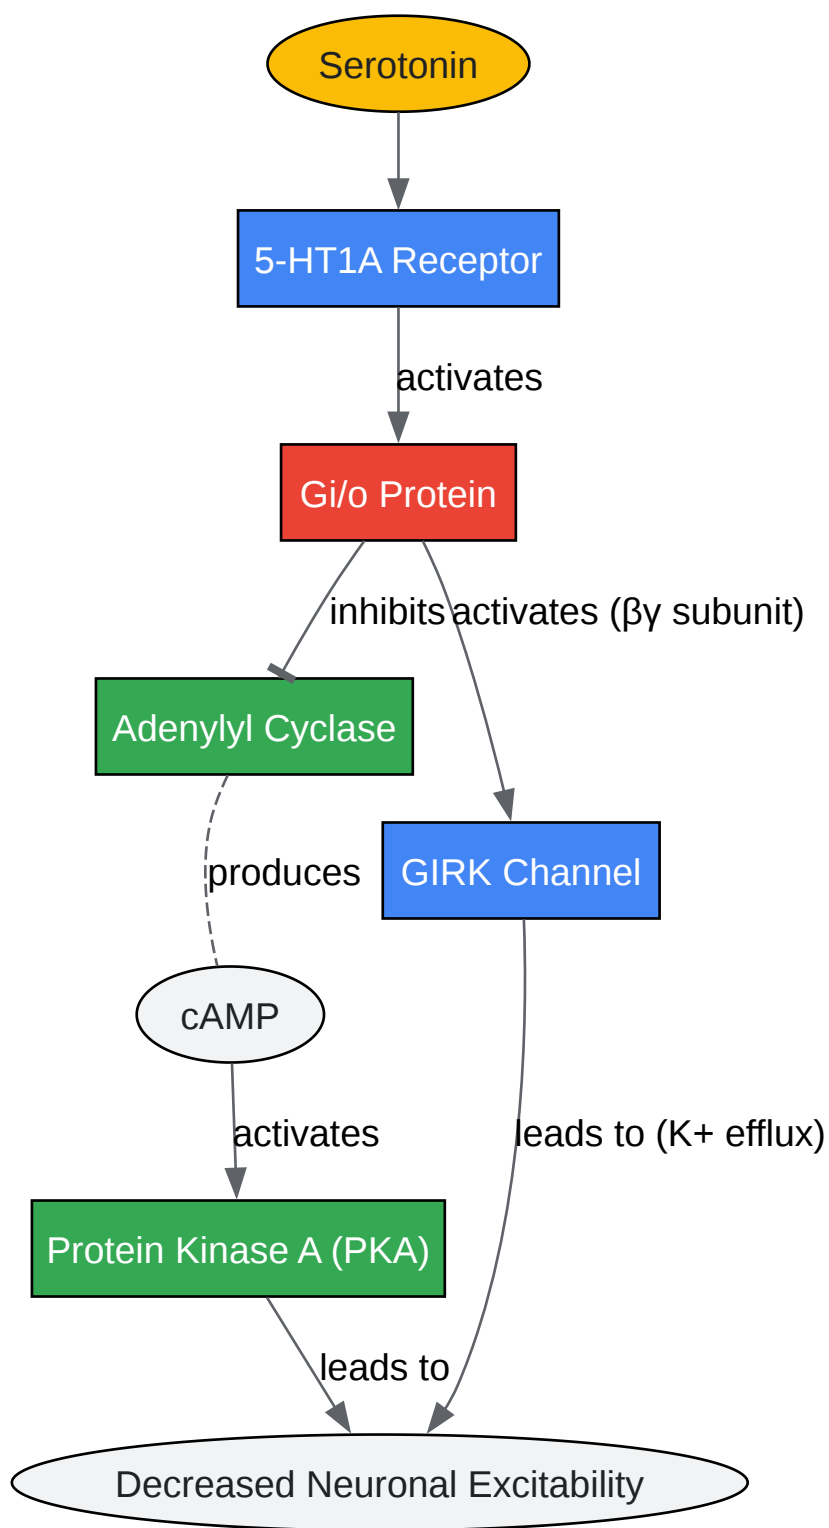 Serotonin
5-HT1A Receptor
activates
Gi/o Protein
inhibits
activates (βγ subunit)
Adenylyl Cyclase
produces
GIRK Channel
cAMP
activates
leads to (K+ efflux)
Protein Kinase A (PKA)
leads to
Decreased Neuronal Excitability